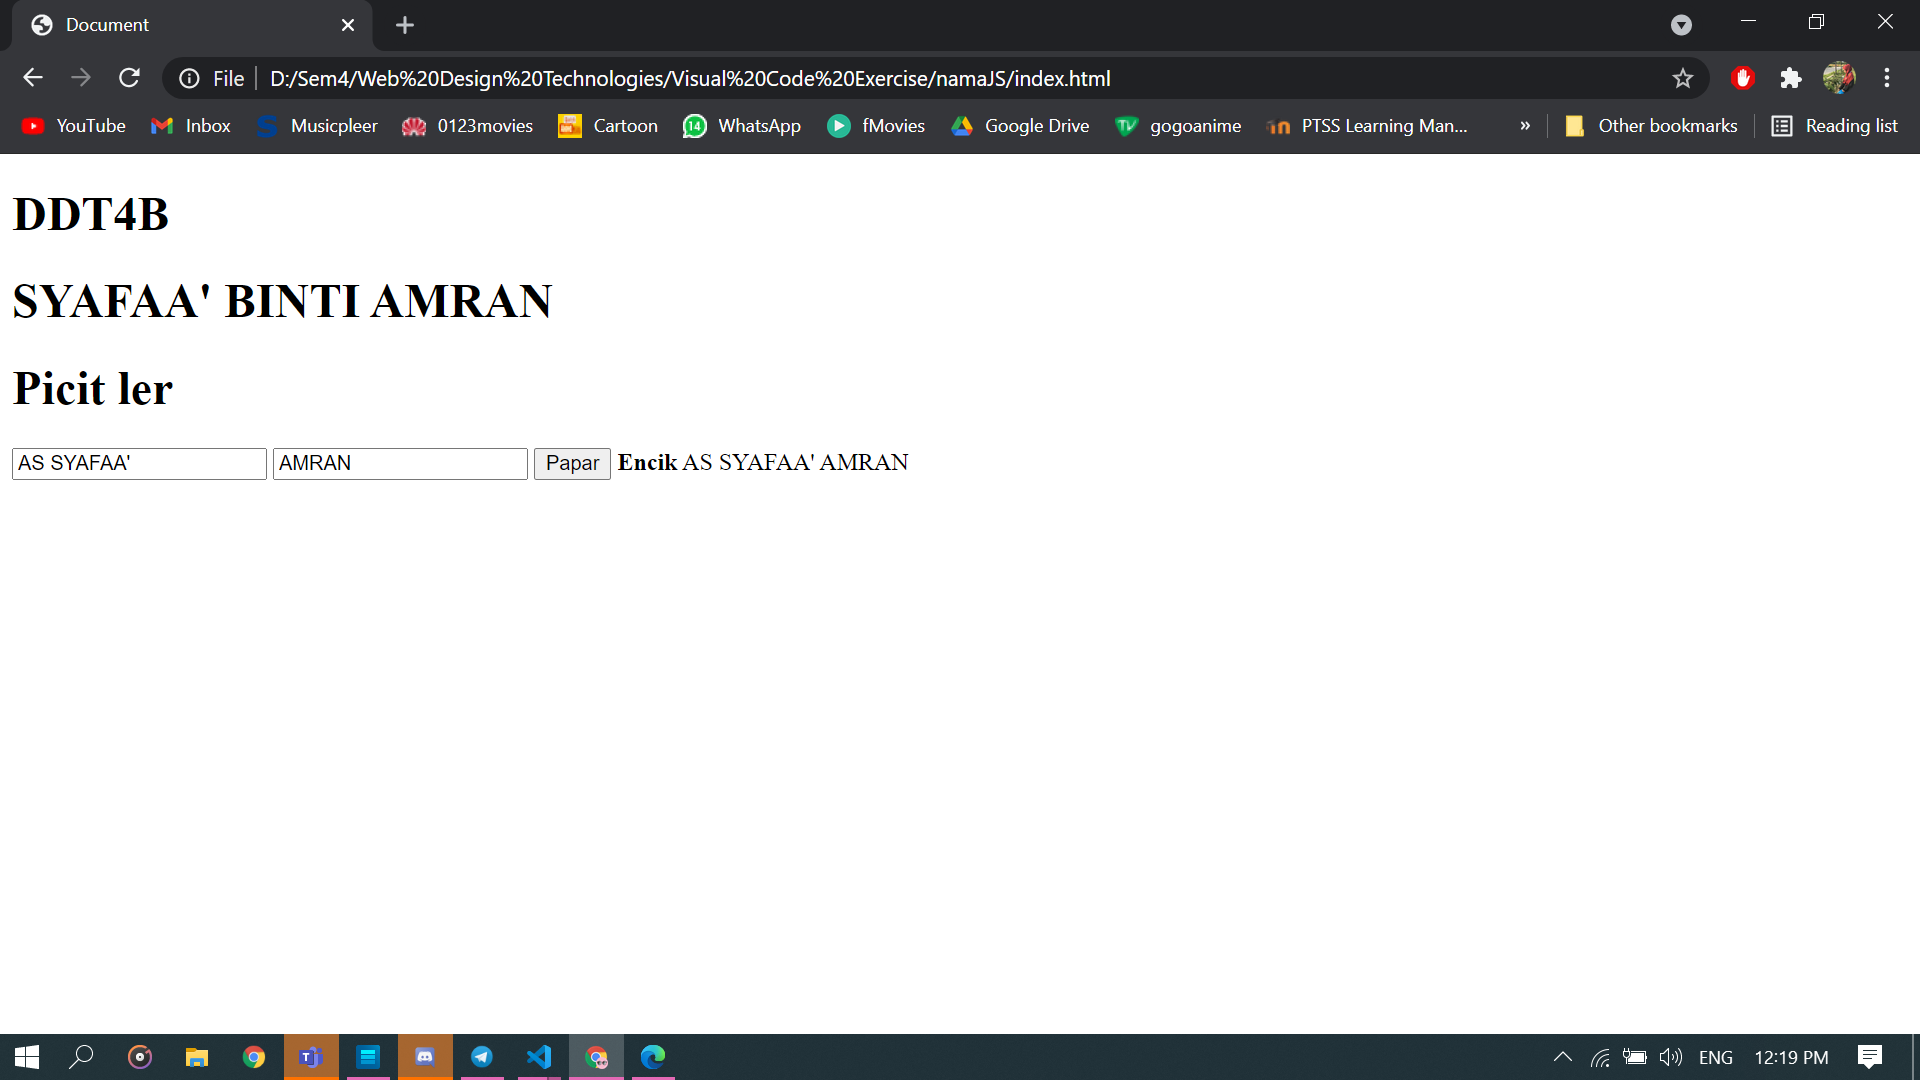 Document
File D:/Sem4/Web%20Design%20Technologies/Visual%20Code%20Exercise/namaJS/index.html
YouTube Inbox Musicpleer 0123movies Cartoon 14 WhatsApp fMovies Google Drive TV gogoanime PTSS Learning Man... » Other bookmarks Reading list
DDT4B
SYAFAA' BINTI AMRAN
Picit ler
AS SYAFAA' AMRAN Papar Encik AS SYAFAA' AMRAN
ENG 12:19 PM